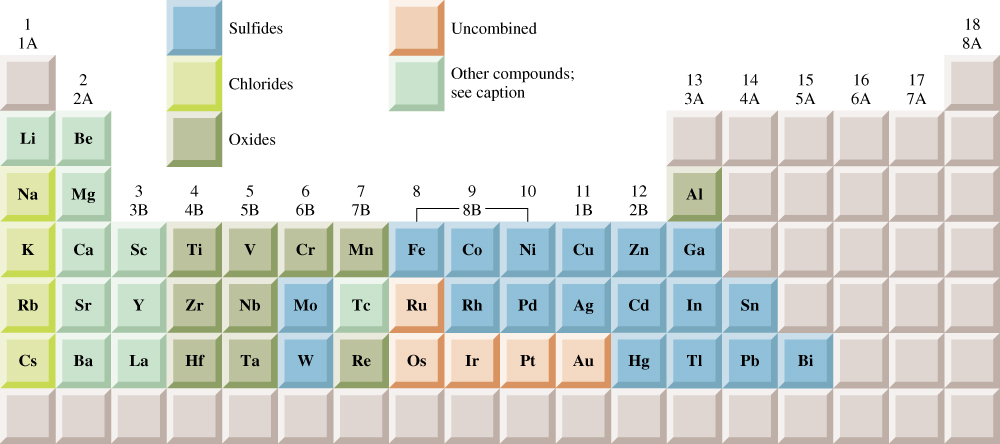 1
1A
Sulfides
Uncombined
18
8A
2
2A
Chlorides
Other compounds;
see caption
13 14 15 16 17
3A 4A 5A 6A 7A
Li Be
Oxides
Na Mg
3 4 5 6 7 8 9 10 11 12
3B 4B 5B 6B 7B 8B 1B 2B
Al
K Ca Sc Ti V Cr Mn Fe Co Ni Cu Zn Ga
Rb Sr Y Zr Nb Mo Tc Ru Rh Pd Ag Cd In Sn
Cs Ba La Hf Ta W Re Os Ir Pt Au Hg Tl Pb Bi